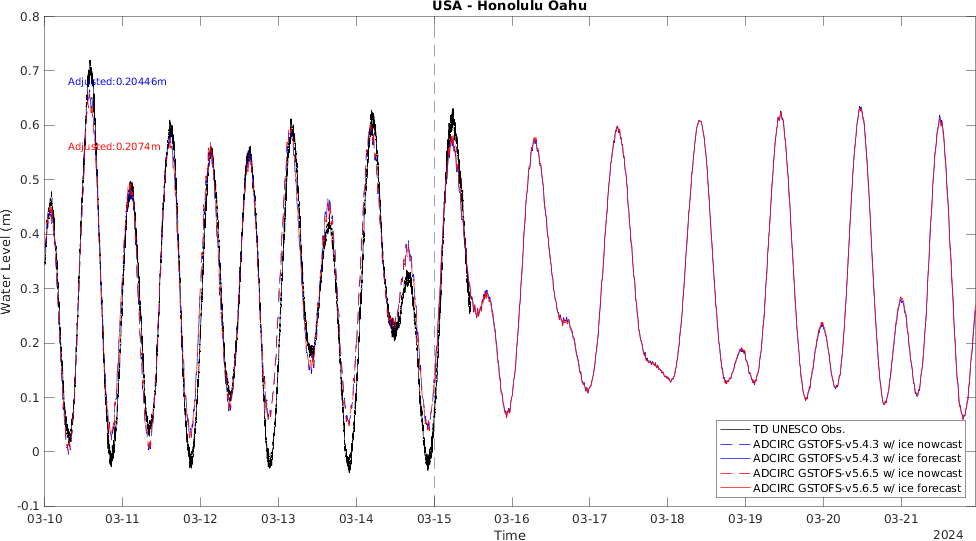 USA - Honolulu Oahu
0.8
0.7
0.6
0.5
0.4
0.3
0.2
0.1
0
-0.1
Water Level (m)
Adjusted:0.20446m
Adjusted:0.2074m
TD UNESCO Obs.
ADCIRC GSTOFS-v5.4.3 w/ ice nowcast
ADCIRC GSTOFS-v5.4.3 w/ ice forecast
ADCIRC GSTOFS-v5.6.5 w/ ice nowcast
ADCIRC GSTOFS-v5.6.5 w/ ice forecast
03-10 03-11 03-12 03-13 03-14 03-15 03-16 03-17 03-18 03-19 03-20 03-21
Time
2024